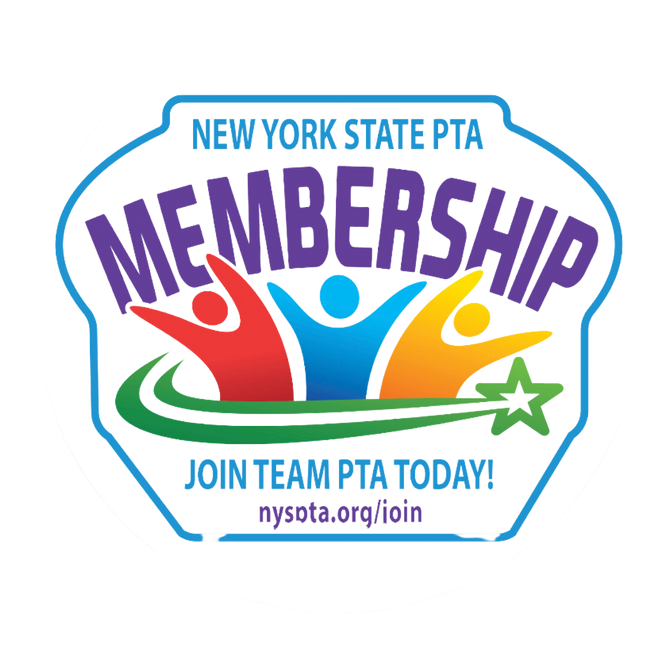 NEW YORK STATE PTA
MEMBERSHIP
JOIN TEAM PTA TODAY!
nyspta.org/join